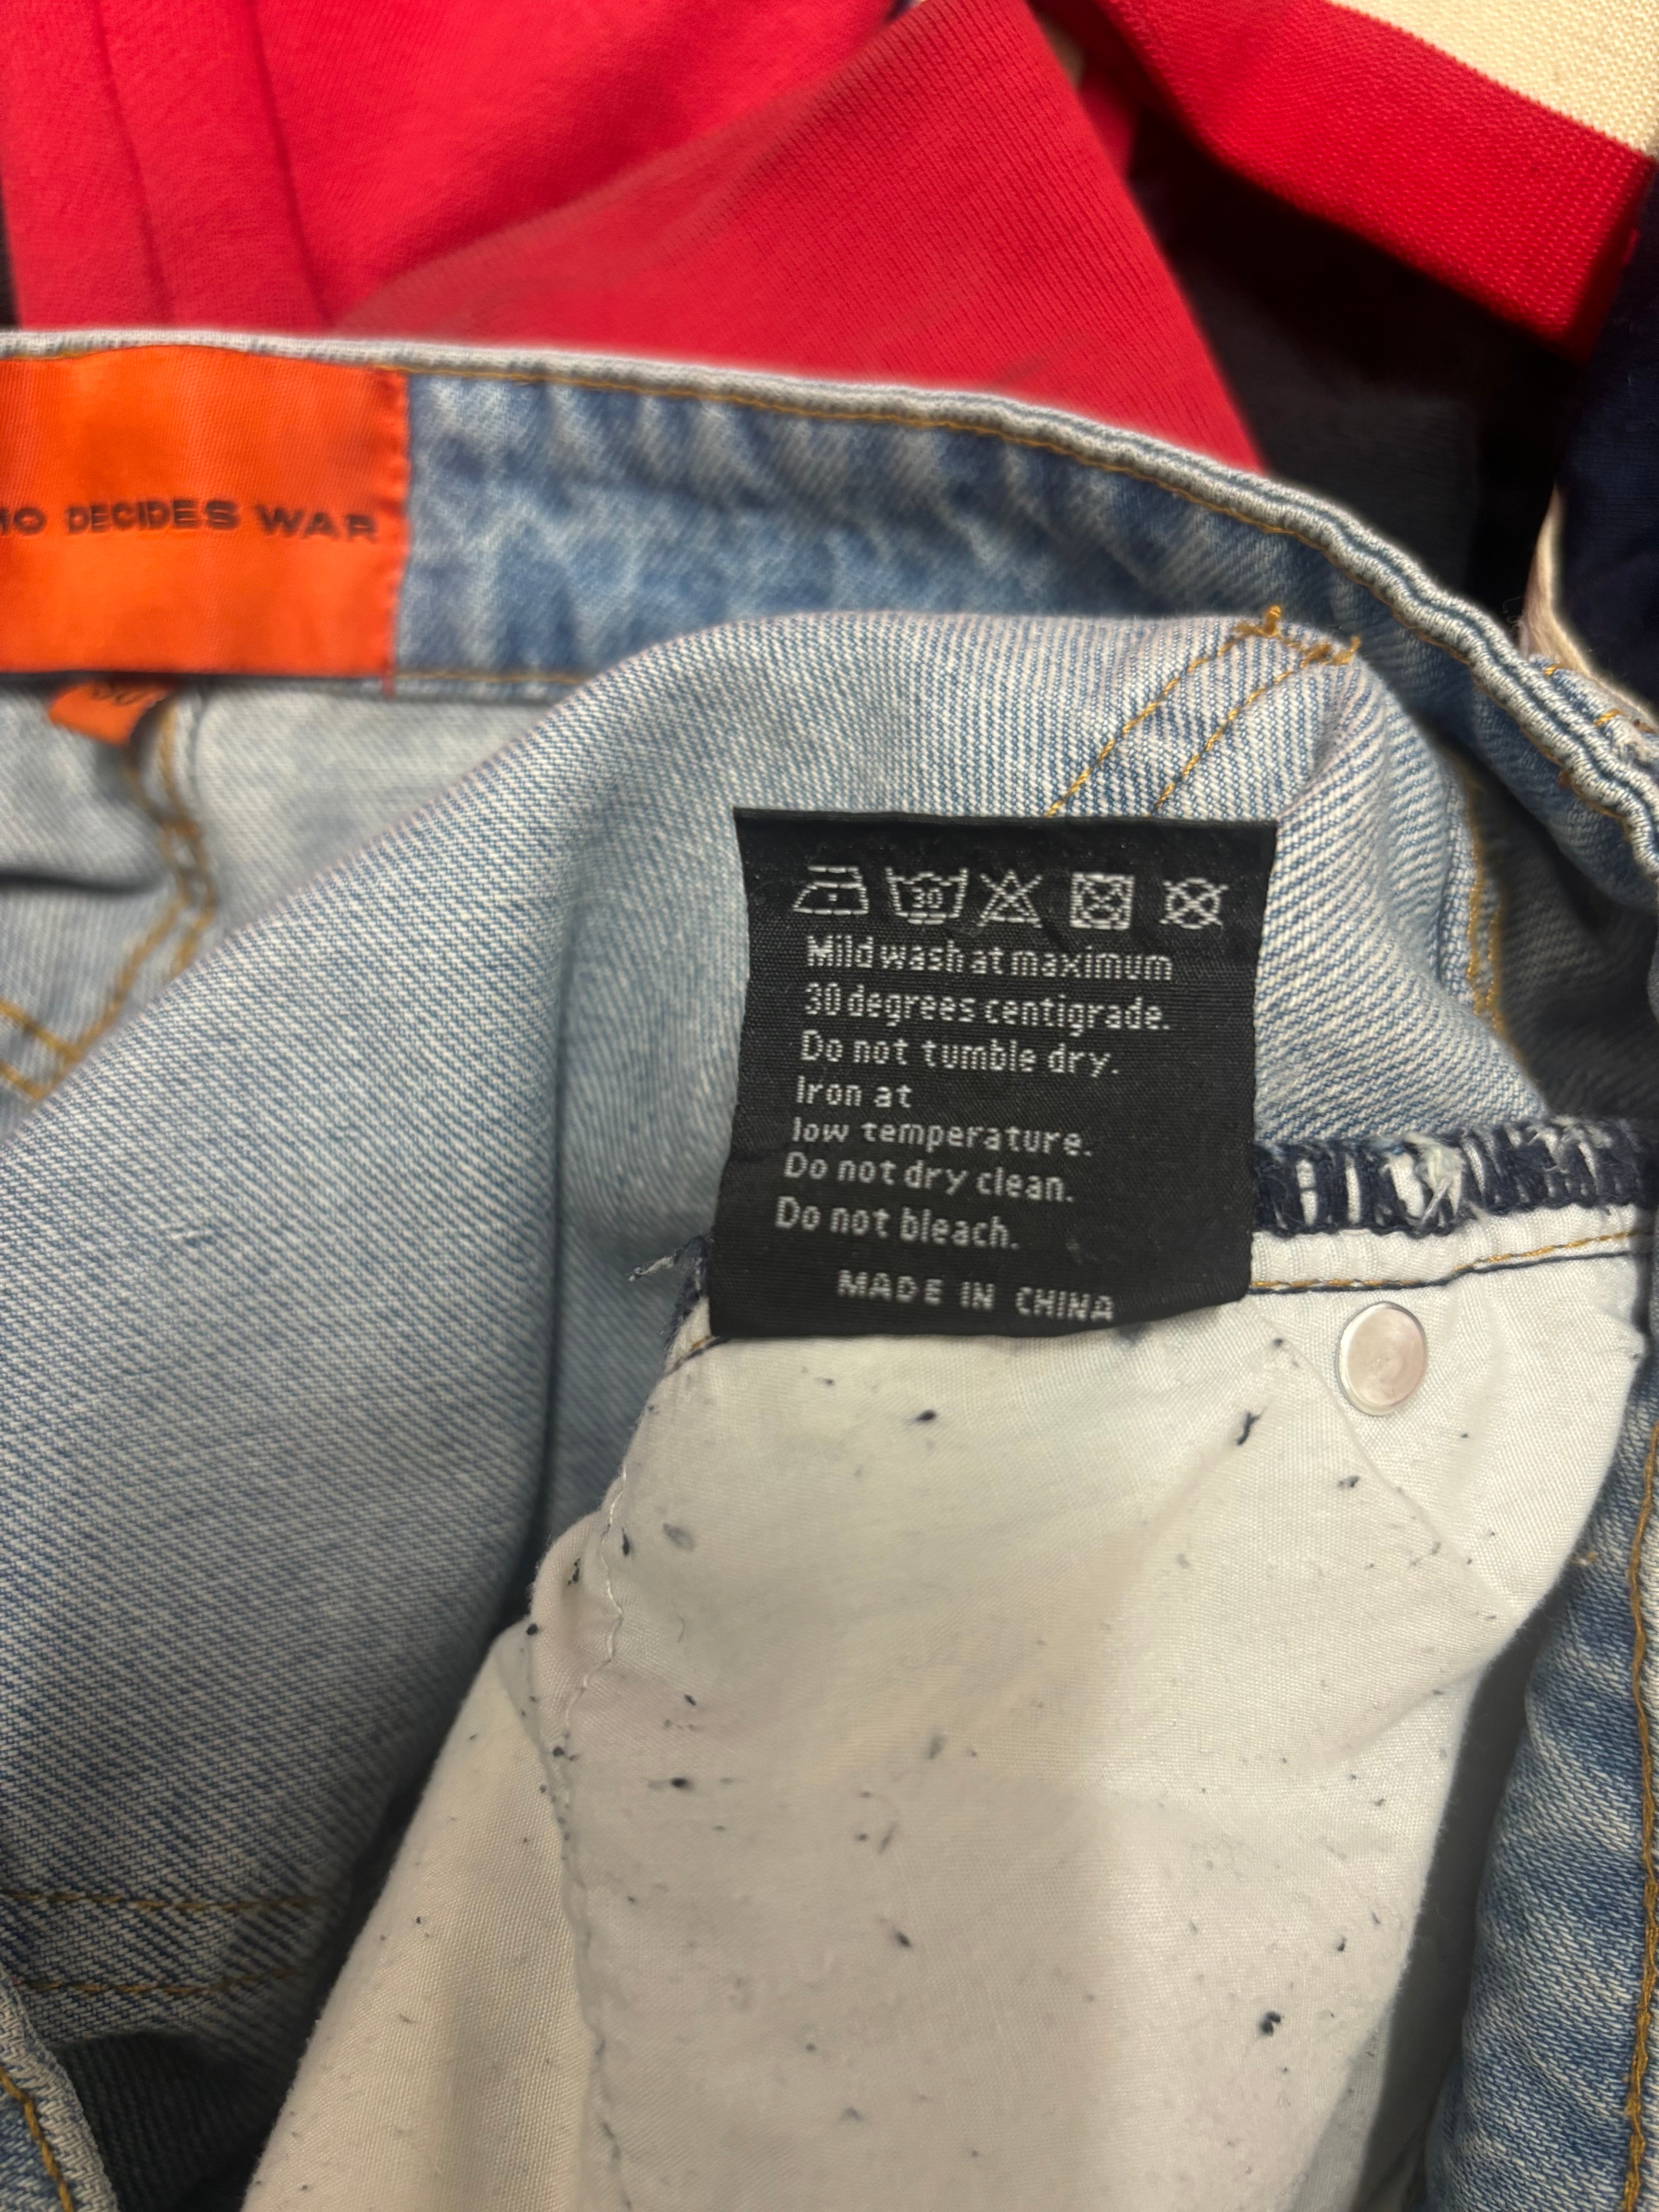 DECIDES WAR
30
Mild wash at maximum
30 degrees centigrade.
Do not tumble dry.
Iron at
low temperature.
Do not dry clean.
Do not bleach.
MADE IN CHINA